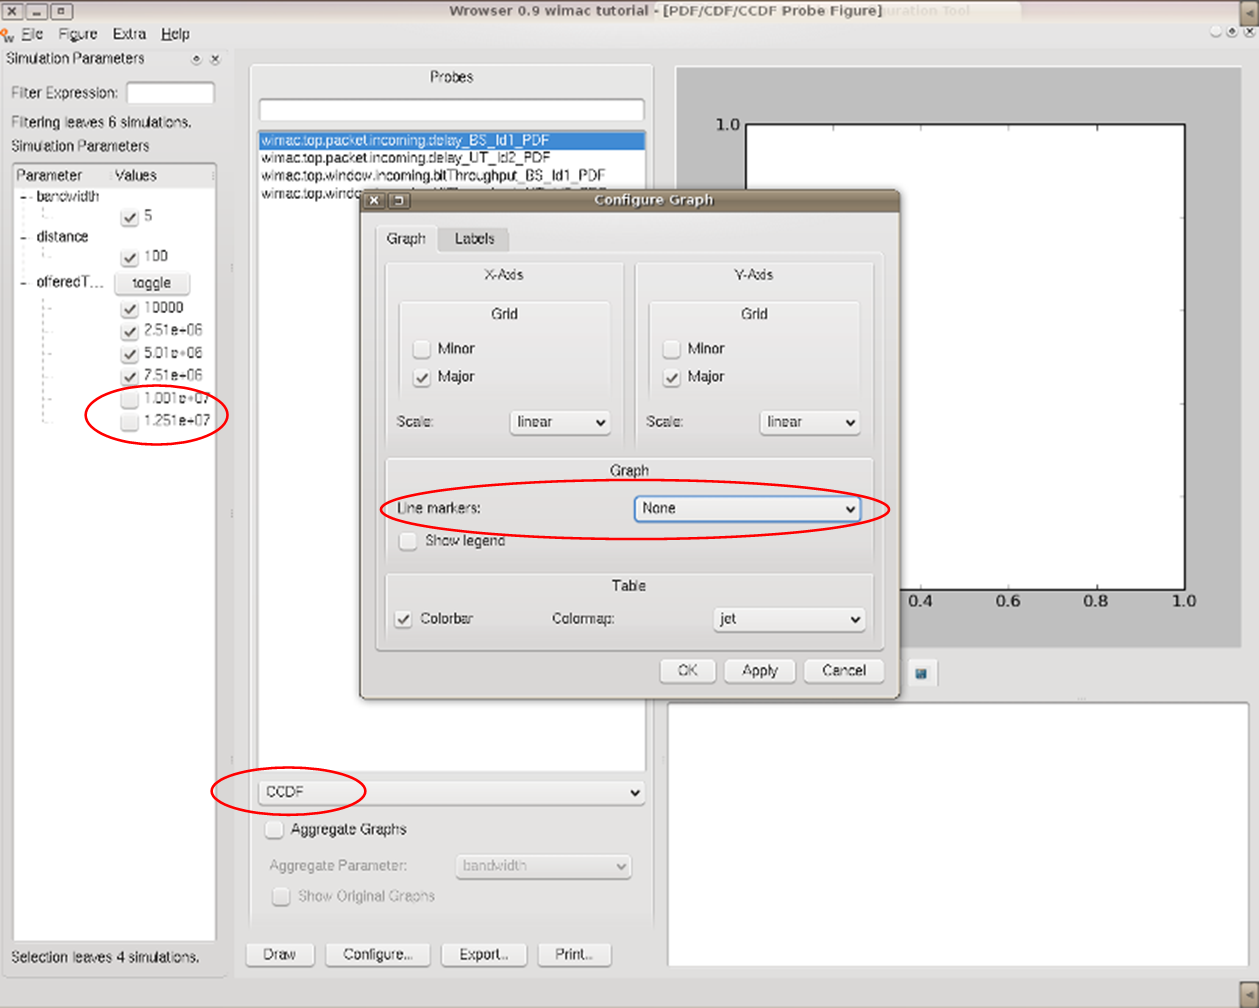 Wrowser 0.9 wimac tutorial - [PDF/CDF/CCDF Probe Figure]
File Figure Extra Help
Simulation Parameters
Filter Expression:
Filtering leaves 6 simulations.
Simulation Parameters
Parameter Values
bandwidth
5
distance
100
offeredT... toggle
10000
2.51e+06
5.01e+06
7.51e+06
1.001e+07
1.251e+07
Selection leaves 4 simulations.
Probes
wimac.top.packet.incoming.delay_BS_Id1_PDF
wimac.top.packet.incoming.delay_UT_Id2_PDF
wimac.top.window.incoming.bitThroughput_BS_Id1_PDF
wimac.top.windo
Configure Graph
Graph Labels
X-Axis
Grid
Minor
Major
Scale: linear
Y-Axis
Grid
Minor
Major
Scale: linear
Graph
Line markers: None
Show legend
Table
Colorbar Colormap: jet
OK Apply Cancel
CCDF
Aggregate Graphs
Aggregate Parameter: bandwidth
Show Original Graphs
Draw Configure... Export... Print...
1.0
0.4 0.6 0.8 1.0